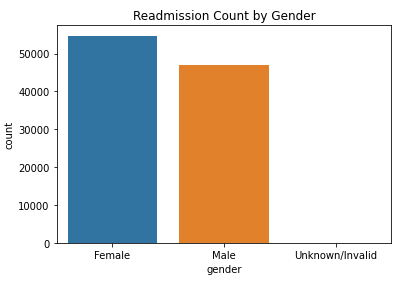 Readmission Count by Gender
count
50000
40000
30000
20000
10000
0
Female Male Unknown/Invalid
gender